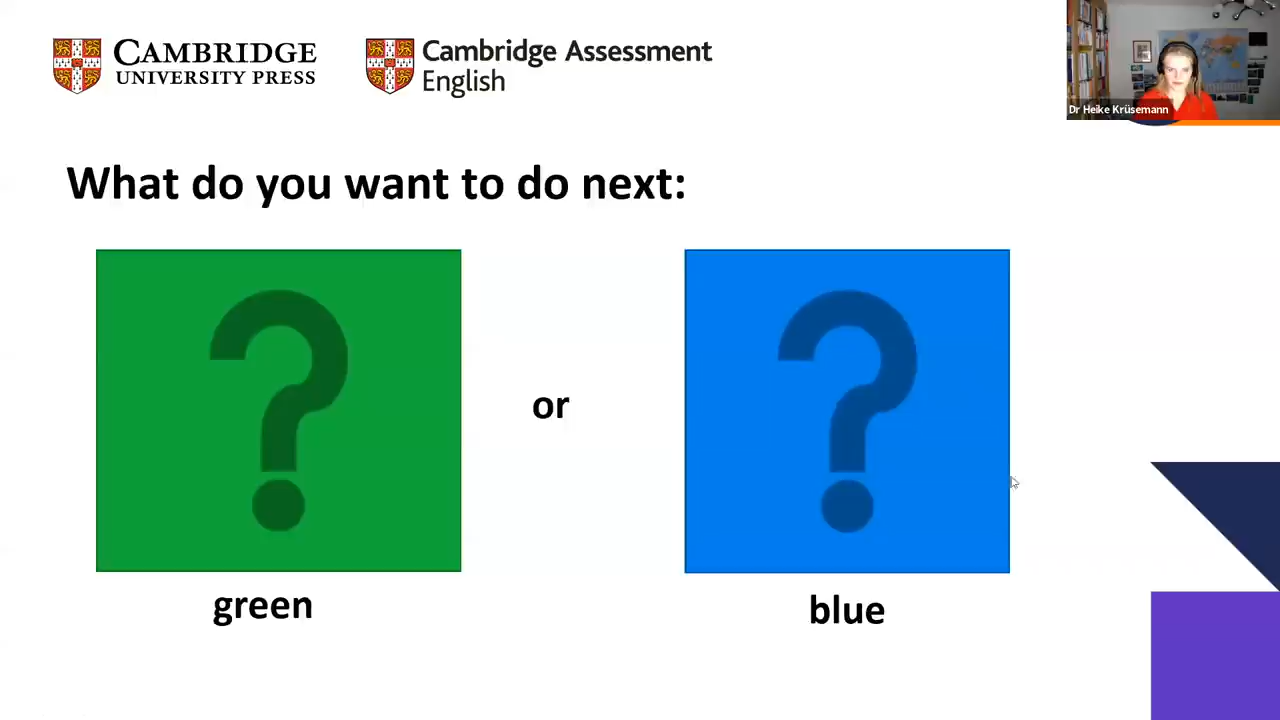 CAMBRIDGE
UNIVERSITY PRESS
Cambridge Assessment
English
Dr Heike Krüsemann
What do you want to do next:
?
or
?
green
blue